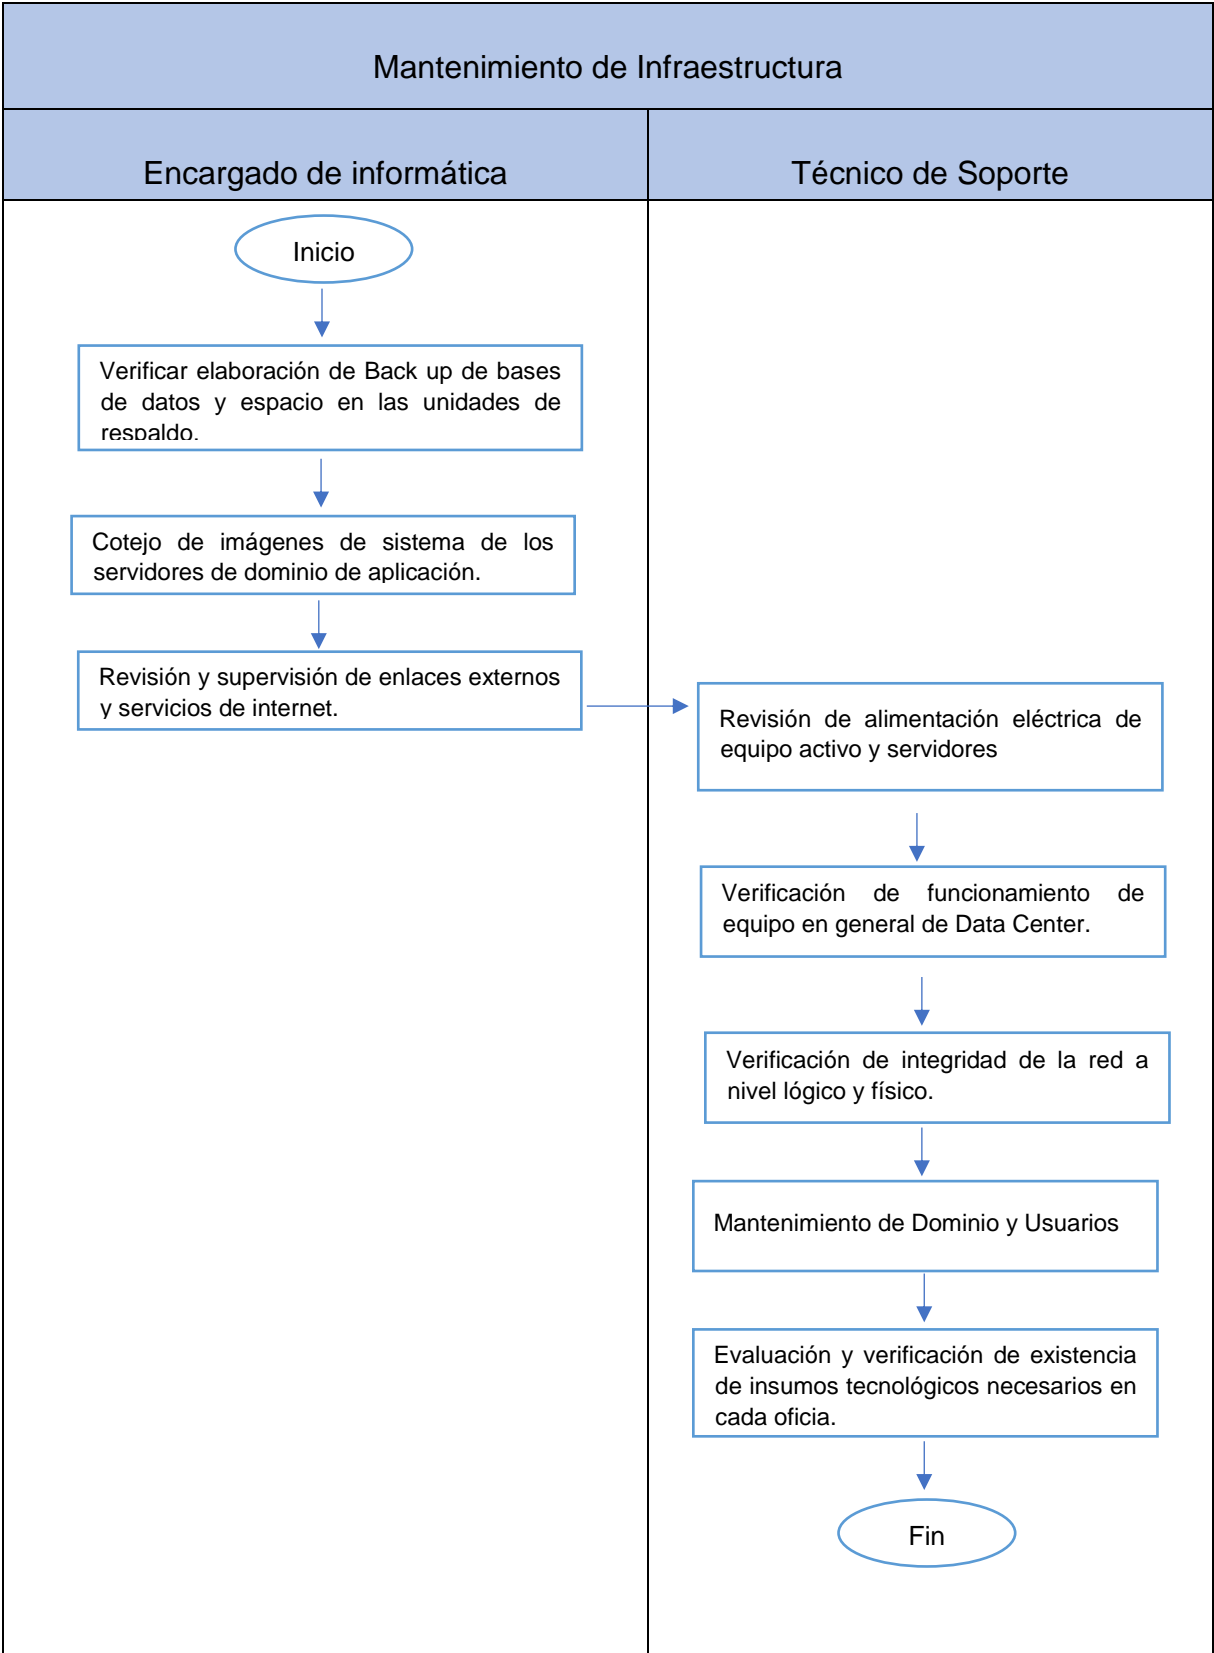 Mantenimiento de Infraestructura
Encargado de informática
Técnico de Soporte
Inicio
Verificar elaboración de Back up de bases
de datos y espacio en las unidades de
respaldo.
Cotejo de imágenes de sistema de los
servidores de dominio de aplicación.
Revisión y supervisión de enlaces externos
y servicios de internet.
Revisión de alimentación eléctrica de
equipo activo y servidores
Verificación de funcionamiento de
equipo en general de Data Center.
Verificación de integridad de la red a
nivel lógico y físico.
Mantenimiento de Dominio y Usuarios
Evaluación y verificación de existencia
de insumos tecnológicos necesarios en
cada oficia.
Fin